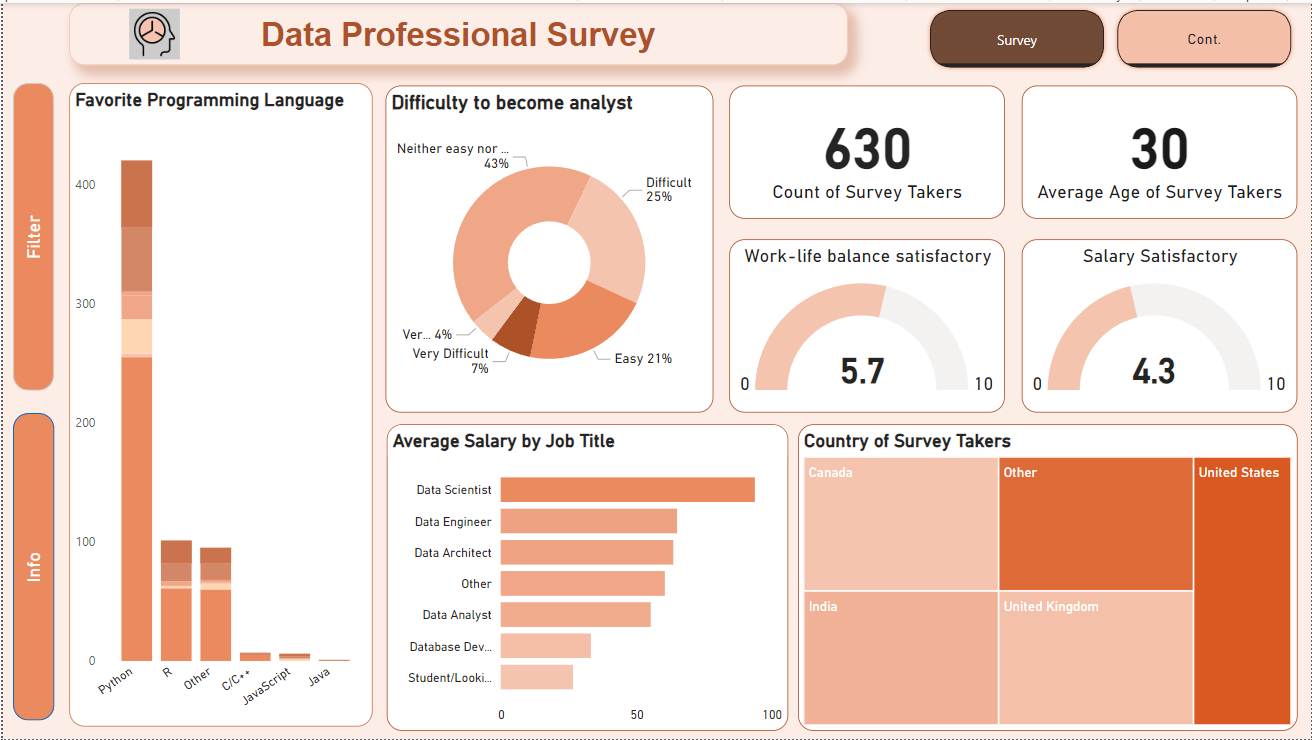 Data Professional Survey
Survey
Cont.
Filter
Info
Favorite Programming Language
400
300
200
100
0
Python
R
Other
C/C++
JavaScript
Java
Difficulty to become analyst
Neither easy nor ...
43%
Difficult
25%
Ver... 4%
Very Difficult
7%
Easy 21%
630
Count of Survey Takers
30
Average Age of Survey Takers
Work-life balance satisfactory
5.7
0
10
Salary Satisfactory
4.3
0
10
Average Salary by Job Title
Data Scientist
Data Engineer
Data Architect
Other
Data Analyst
Database Dev...
Student/Looki...
0
50
100
Country of Survey Takers
Canada
Other
United States
India
United Kingdom